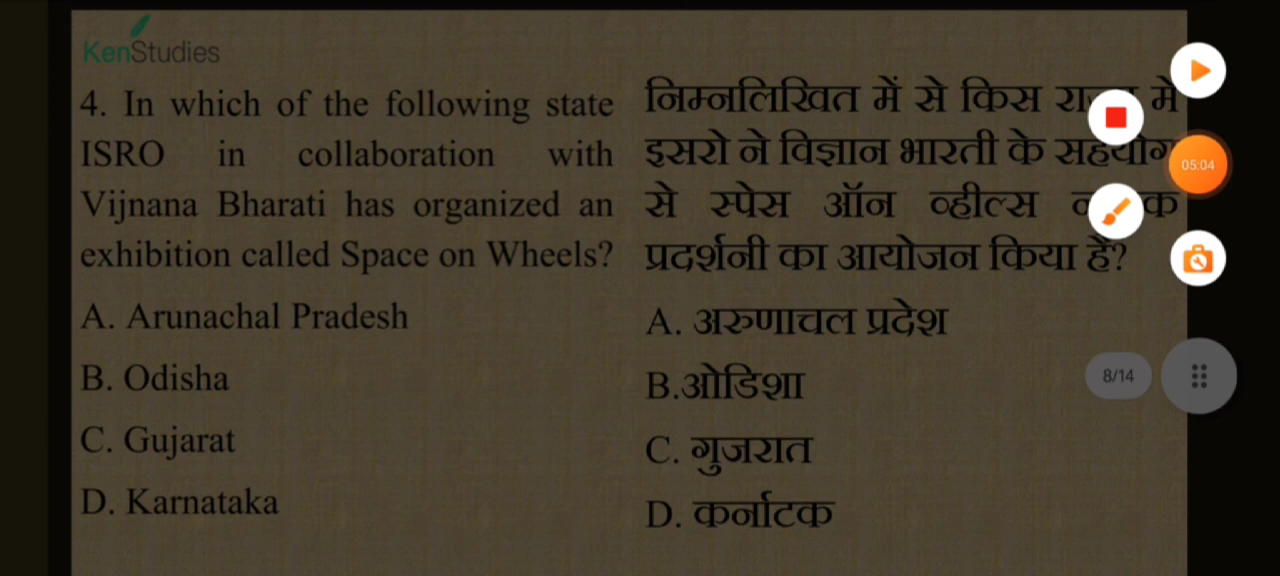 KenStudies
4. In which of the following state
ISRO in collaboration with
Vijnana Bharati has organized an
exhibition called Space on Wheels?
A. Arunachal Pradesh
B. Odisha
C. Gujarat
D. Karnataka
निम्नलिखित में से किस में
इसरो ने विज्ञान भारती के सहयोग
से स्पेस ऑन व्हील्स
प्रदर्शनी का आयोजन किया है?
A. अरुणाचल प्रदेश
B.ओडिशा
C. गुजरात
D. कर्नाटक
05:04
8/14